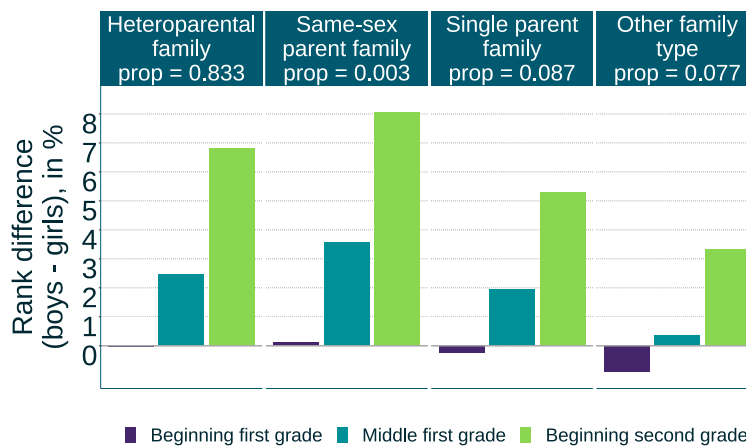 Heteroparental
family
prop = 0.833
Same-sex
parent family
prop = 0.003
Single parent
family
prop = 0.087
Other family
type
prop = 0.077
Rank difference
(boys - girls), in %
8
7
6
5
4
3
2
1
0
Beginning first grade
Middle first grade
Beginning second grade